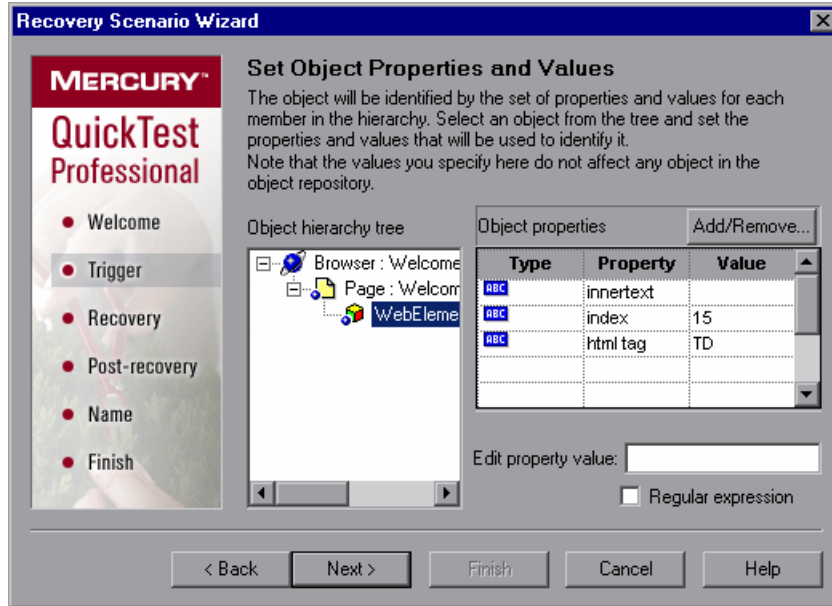 Recovery Scenario Wizard
MERCURY™
QuickTest
Professional
Welcome
Trigger
Recovery
Post-recovery
Name
Finish
Set Object Properties and Values
The object will be identified by the set of properties and values for each
member in the hierarchy. Select an object from the tree and set the
properties and values that will be used to identify it.
Note that the values you specify here do not affect any object in the
object repository.
Object hierarchy tree
Browser : Welcome
Page : Welcom
WebEleme
Object properties Add/Remove...
Type Property Value
ABC innertext
ABC index 15
ABC html tag TD
Edit property value:
Regular expression
< Back Next > Finish Cancel Help